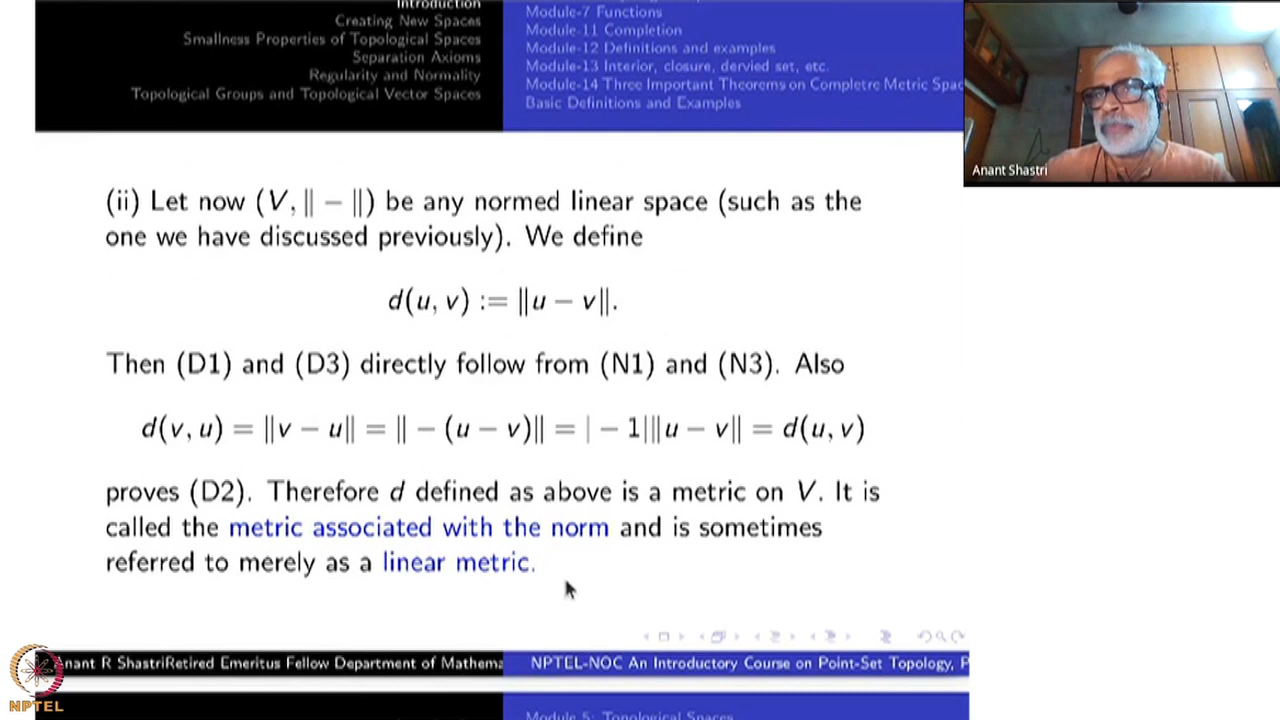 Introduction
Creating New Spaces
Smallness Properties of Topological Spaces
Separation Axioms
Regularity and Normality
Topological Groups and Topological Vector Spaces
Module-7 Functions
Module-11 Completion
Module-12 Definitions and examples
Module-13 Interior, closure, dervied set, etc.
Module-14 Three Important Theorems on Completre Metric Spac
Basic Definitions and Examples
Anant Shastri
(ii) Let now (V, ‖ − ‖) be any normed linear space (such as the
one we have discussed previously). We define
d(u, v) := ‖u − v‖.
Then (D1) and (D3) directly follow from (N1) and (N3). Also
d(v, u) = ‖v − u‖ = ‖ − (u − v)‖ = | − 1|‖u − v‖ = d(u, v)
proves (D2). Therefore d defined as above is a metric on V. It is
called the metric associated with the norm and is sometimes
referred to merely as a linear metric.
Anant R ShastriRetired Emeritus Fellow Department of Mathema
NPTEL-NOC An Introductory Course on Point-Set Topology, P
NPTEL
Module 5: Topological Spaces